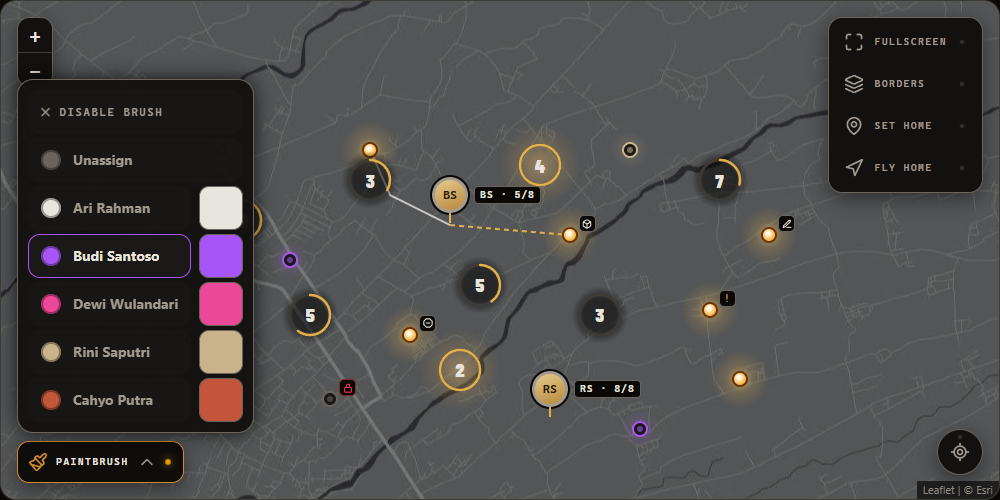 +
−
DISABLE BRUSH
Unassign
Ari Rahman
Budi Santoso
Dewi Wulandari
Rini Saputri
Cahyo Putra
PAINTBRUSH
FULLSCREEN
BORDERS
SET HOME
FLY HOME
3
4
7
BS
BS · 5/8
5
5
3
!
2
RS
RS · 8/8
Leaflet | © Esri